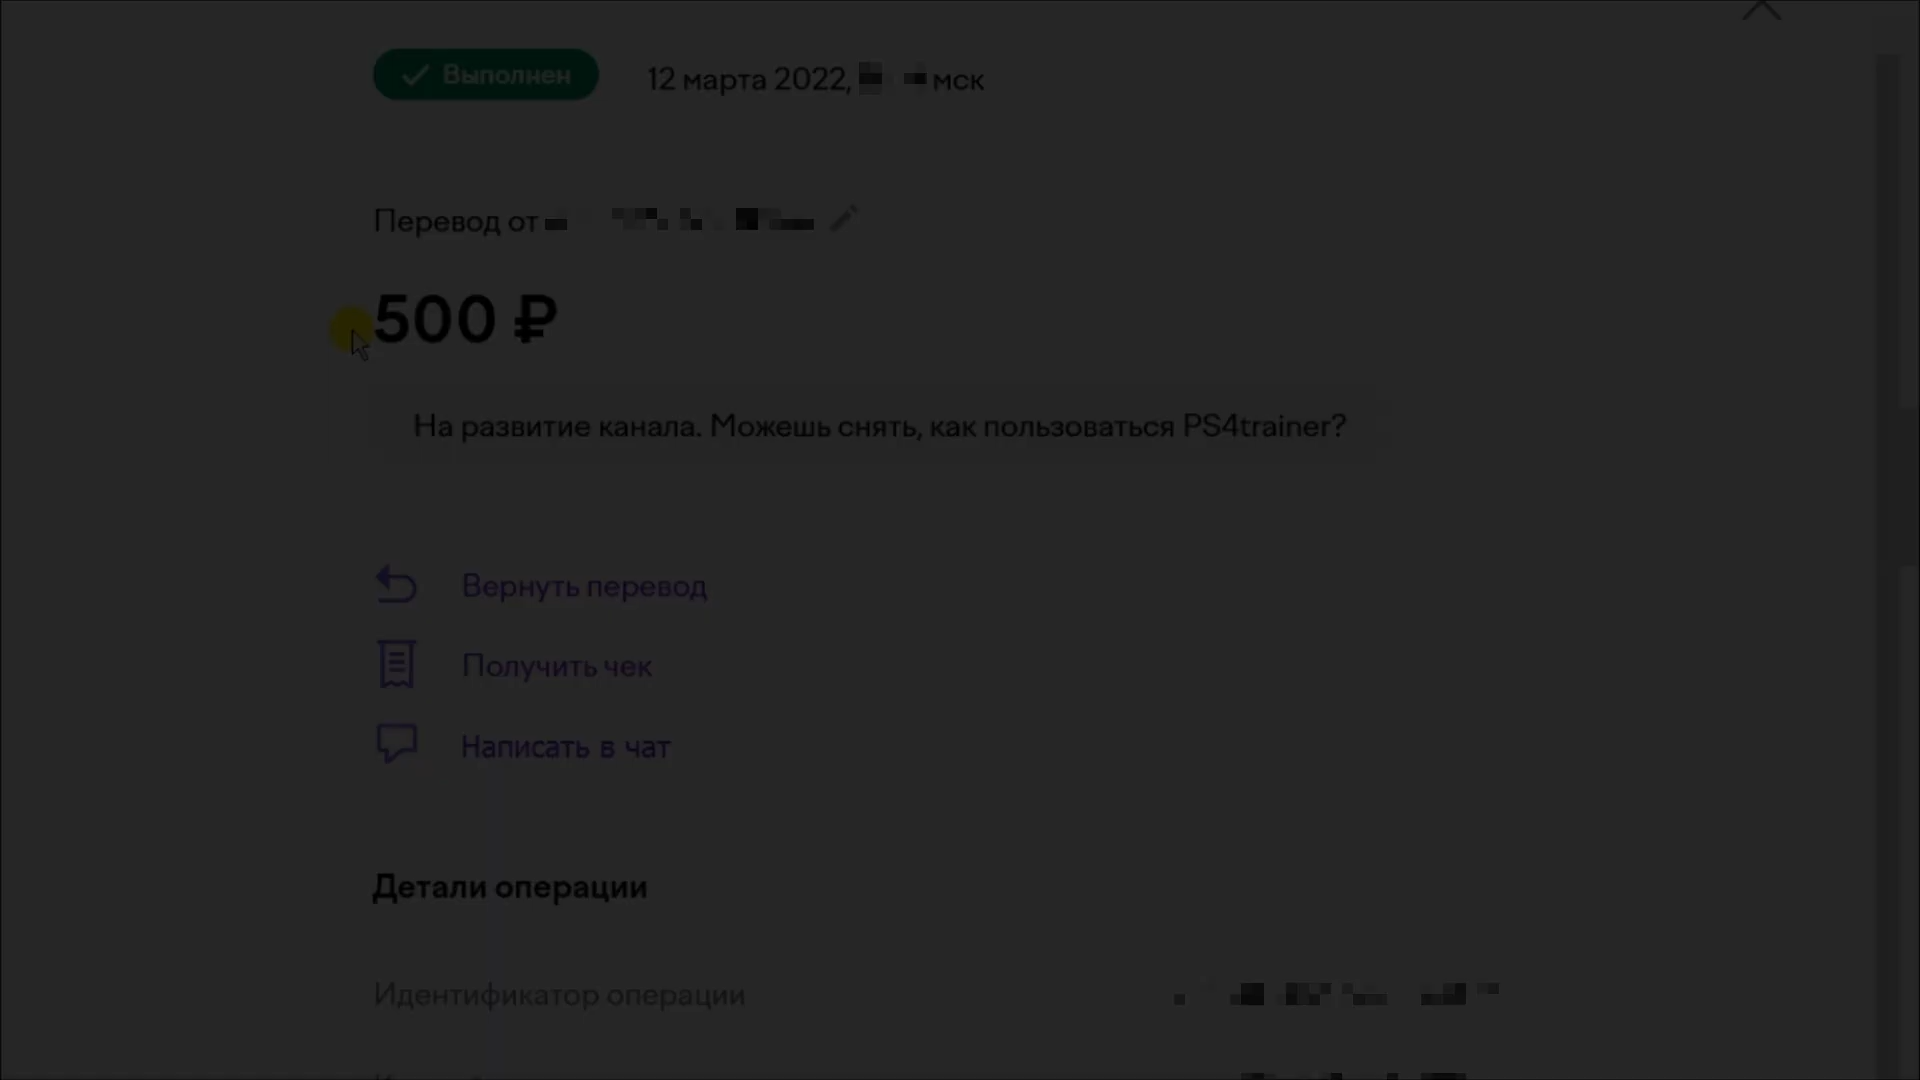 Выполнен
12 марта 2022, мск
Перевод от
500 ₽
На развитие канала. Можешь снять, как пользоваться PS4trainer?
Вернуть перевод
Получить чек
Написать в чат
Детали операции
Идентификатор операции